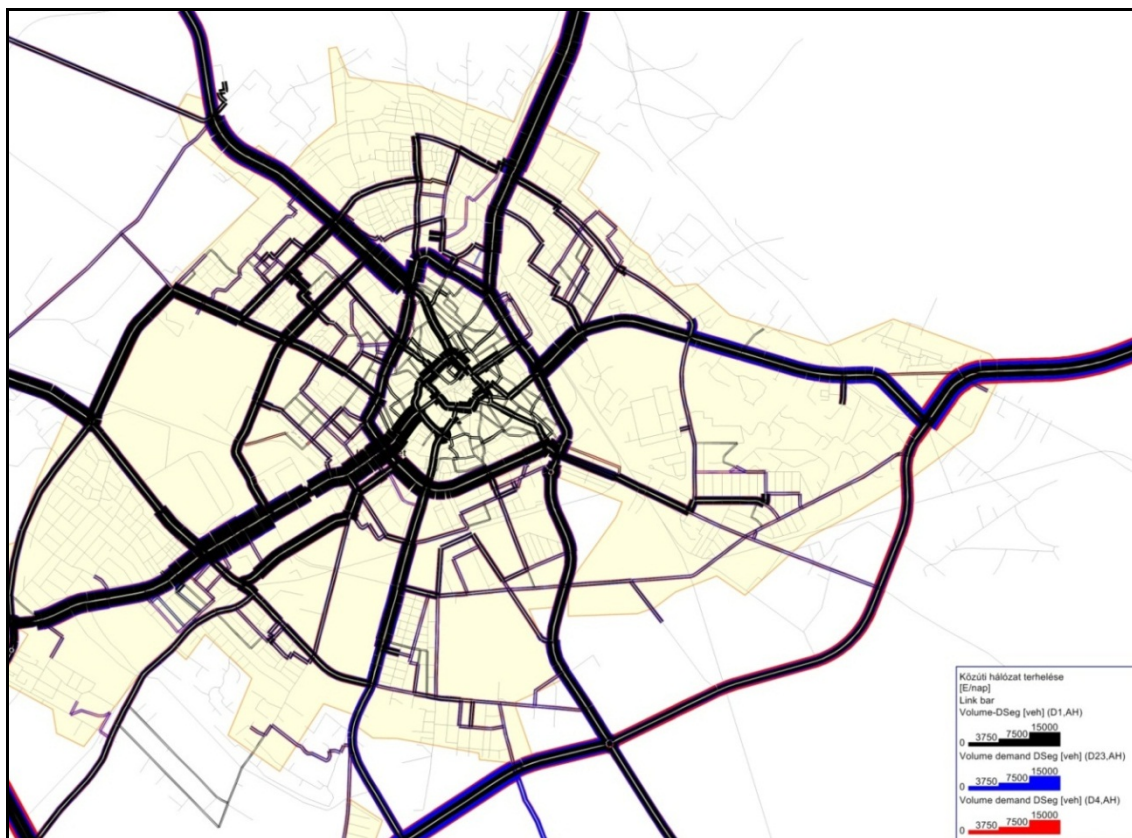 Közúti hálózat terhelése
[E/nap]
Link bar
Volume-DSeg [veh] (D1,AH)
0 3750 7500 15000
Volume demand DSeg [veh] (D23,AH)
0 3750 7500 15000
Volume demand DSeg [veh] (D4,AH)
0 3750 7500 15000